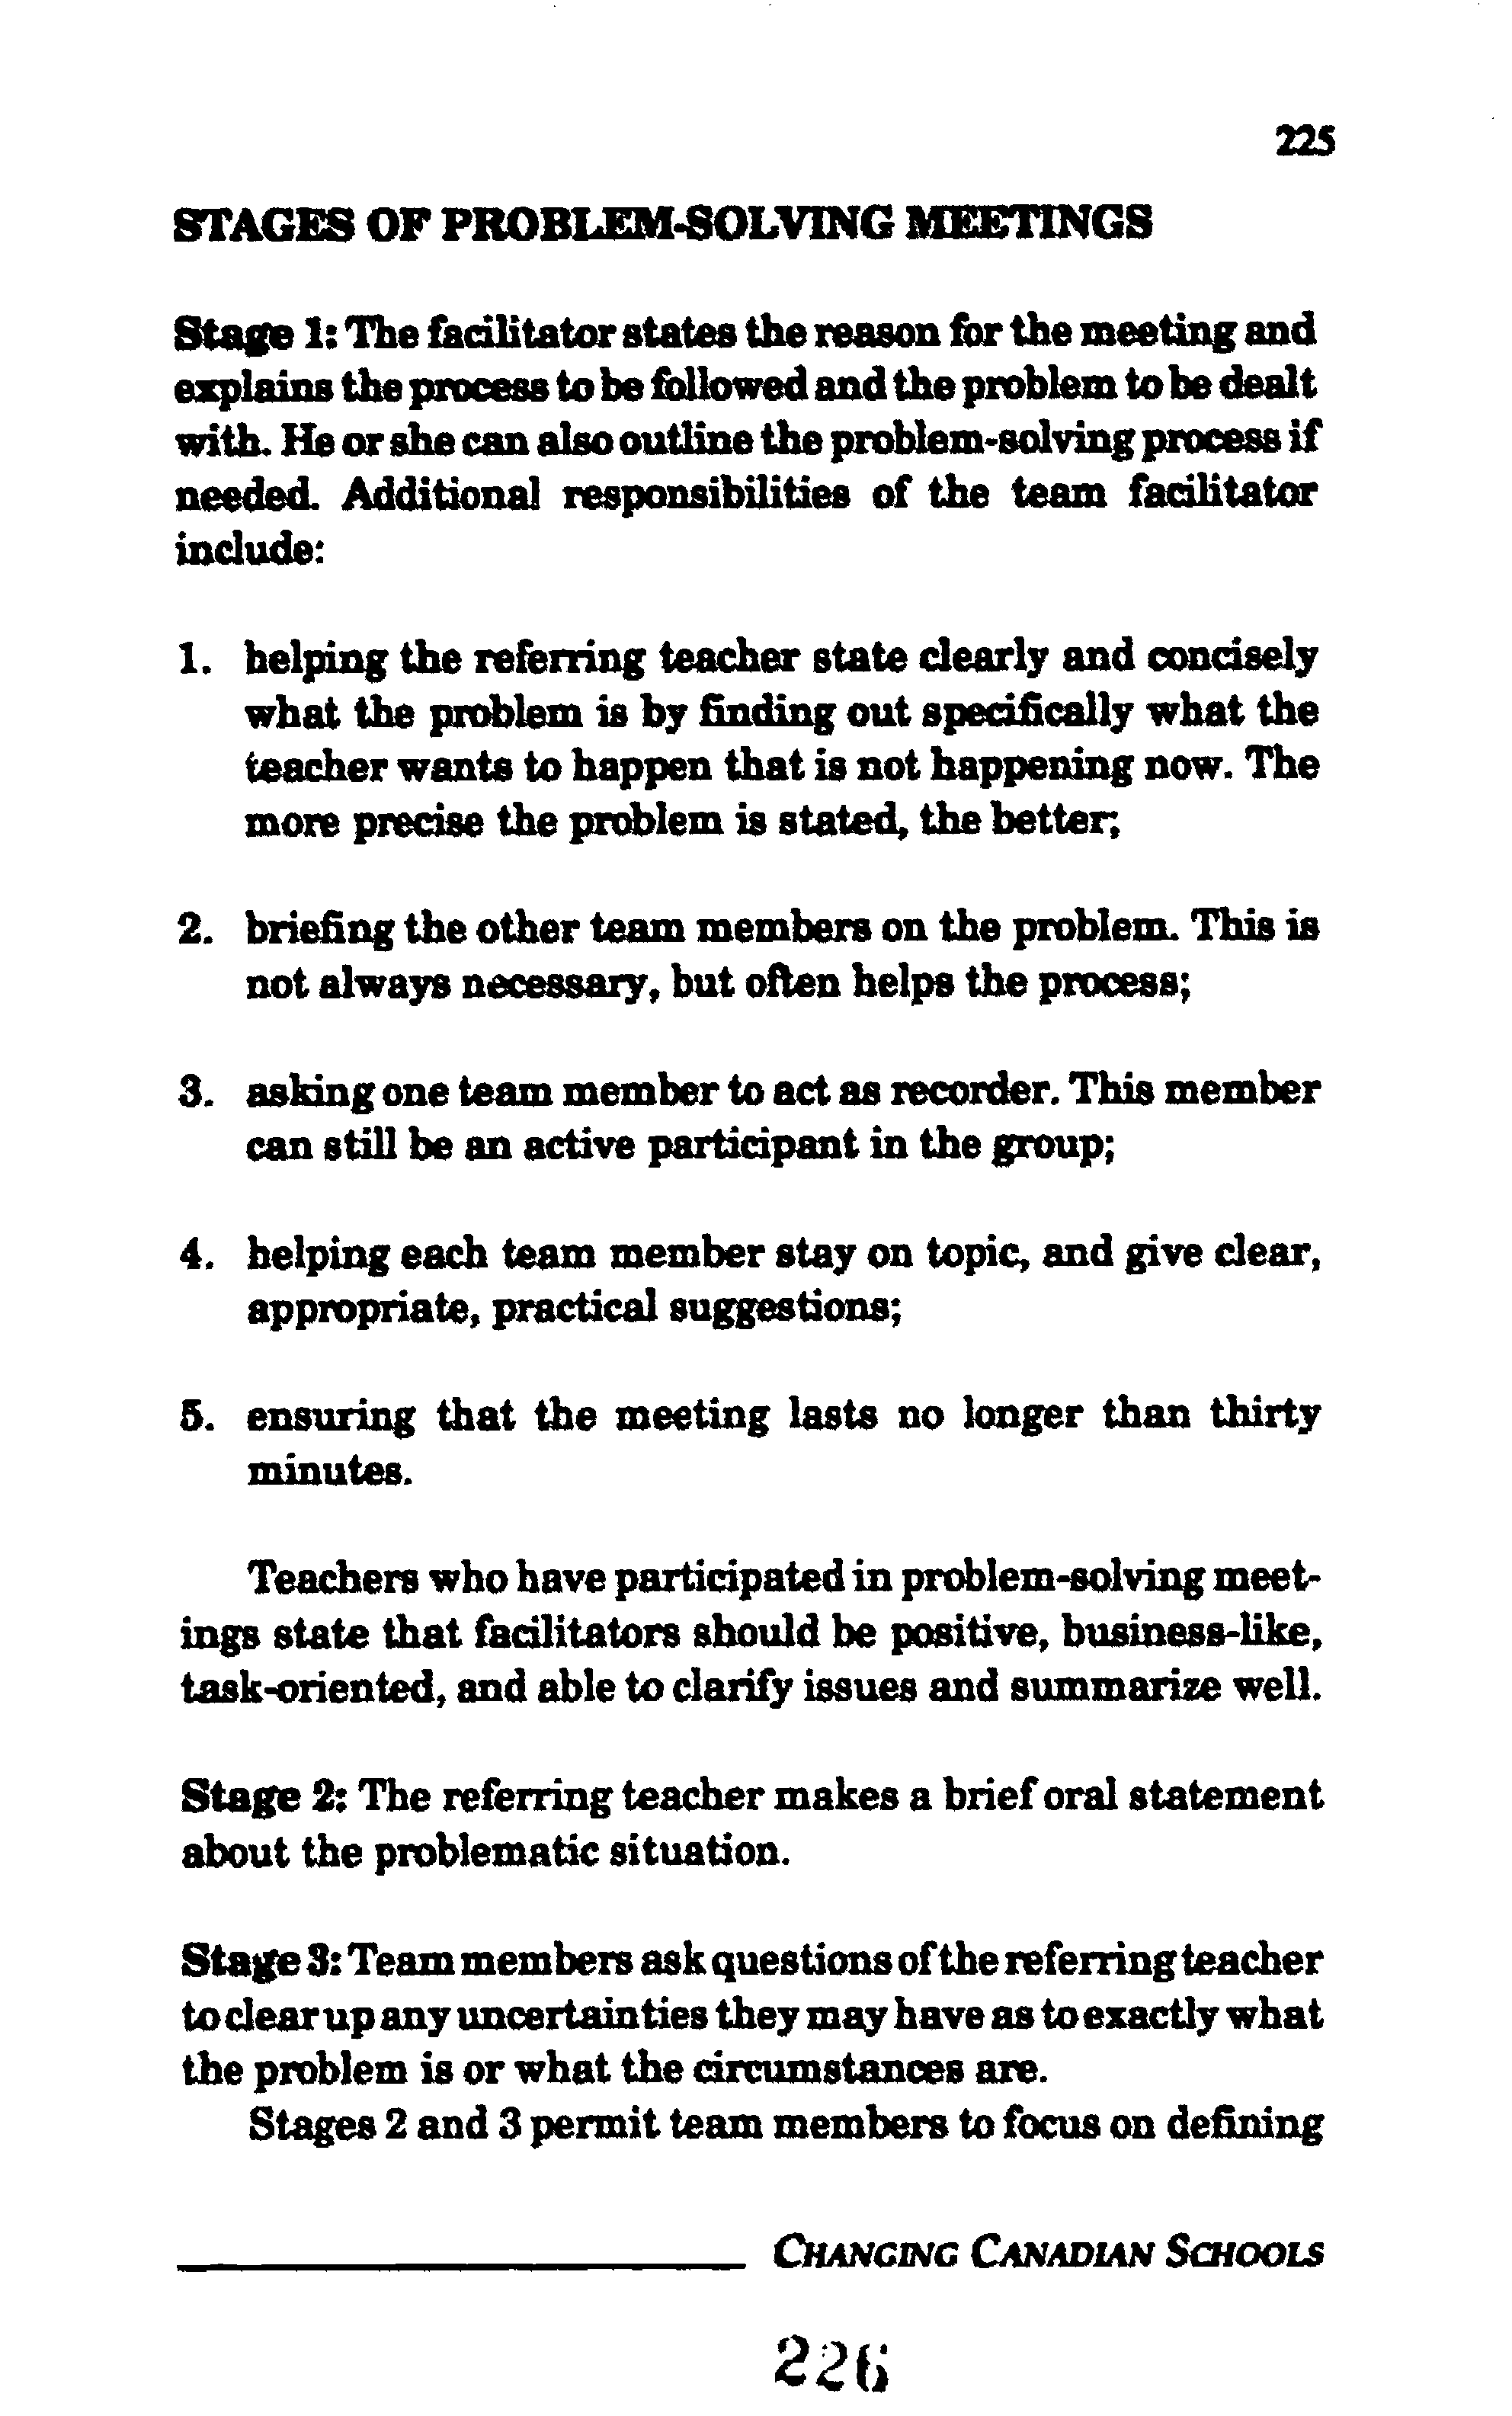 225
STAGES OF PROBLEM-SOLVING MEETINGS
Stage 1: The facilitator states the reason for the meeting and
explains the process to be followed and the problem to be dealt
with. He or she can also outline the problem-solving process if
needed. Additional responsibilities of the team facilitator
include:
1. helping the referring teacher state clearly and concisely
what the problem is by finding out specifically what the
teacher wants to happen that is not happening now. The
more precise the problem is stated, the better;
2. briefing the other team members on the problem. This is
not always necessary, but often helps the process;
3. asking one team member to act as recorder. This member
can still be an active participant in the group;
4. helping each team member stay on topic, and give clear,
appropriate, practical suggestions;
5. ensuring that the meeting lasts no longer than thirty
minutes.
Teachers who have participated in problem-solving meet-
ings state that facilitators should be positive, business-like,
task-oriented, and able to clarify issues and summarize well.
Stage 2: The referring teacher makes a brief oral statement
about the problematic situation.
Stage 3: Team members ask questions of the referring teacher
to clear up any uncertainties they may have as to exactly what
the problem is or what the circumstances are.
Stages 2 and 3 permit team members to focus on defining
CHANGING CANADIAN SCHOOLS
226